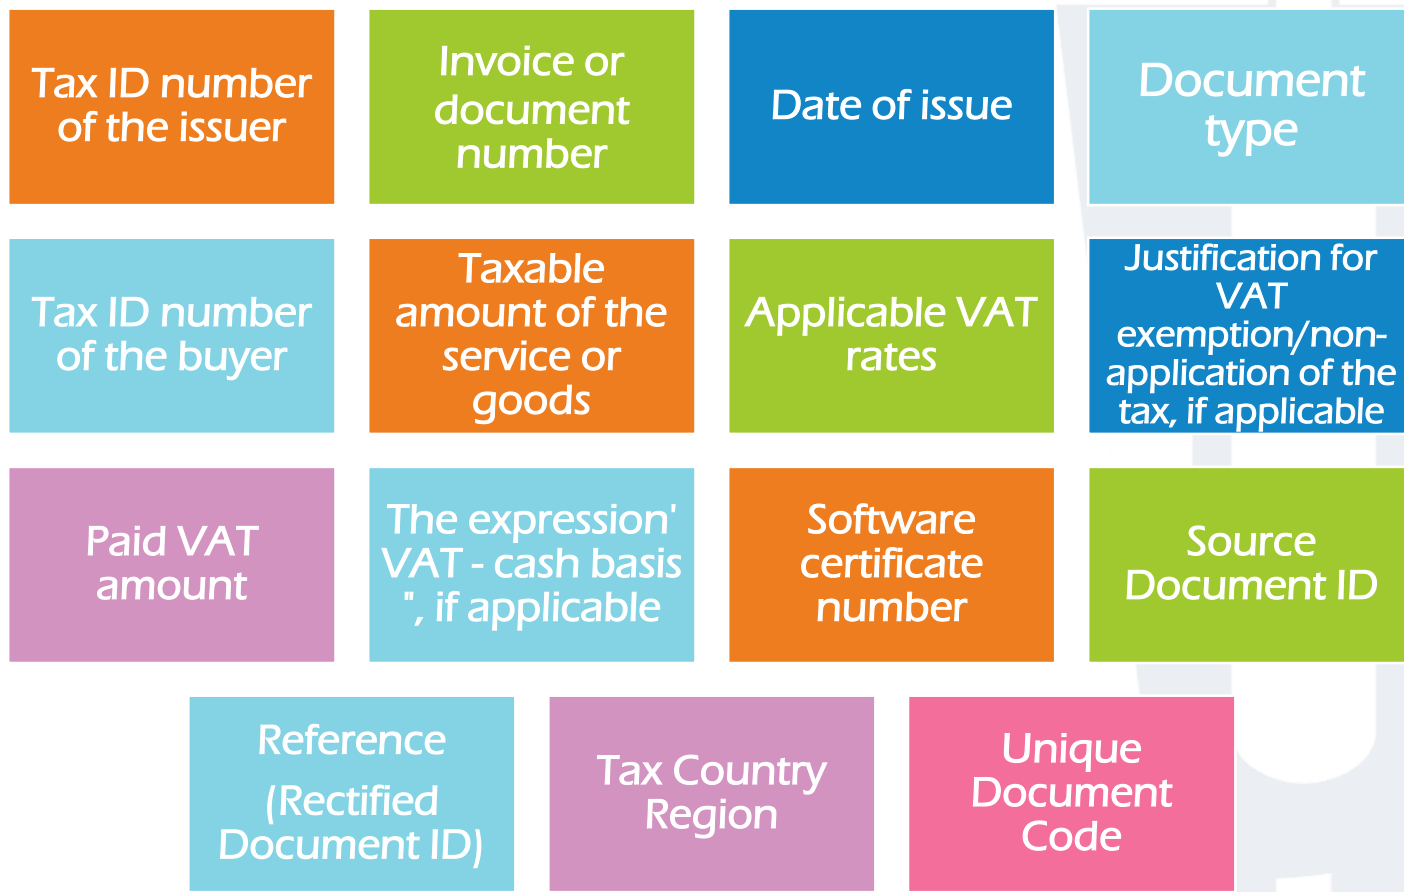 Tax ID number
of the issuer
Invoice or
document
number
Date of issue
Document
type
Tax ID number
of the buyer
Taxable
amount of the
service or
goods
Applicable VAT
rates
Justification for
VAT
exemption/non-
application of the
tax, if applicable
Paid VAT
amount
The expression'
VAT - cash basis
", if applicable
Software
certificate
number
Source
Document ID
Reference
(Rectified
Document ID)
Tax Country
Region
Unique
Document
Code